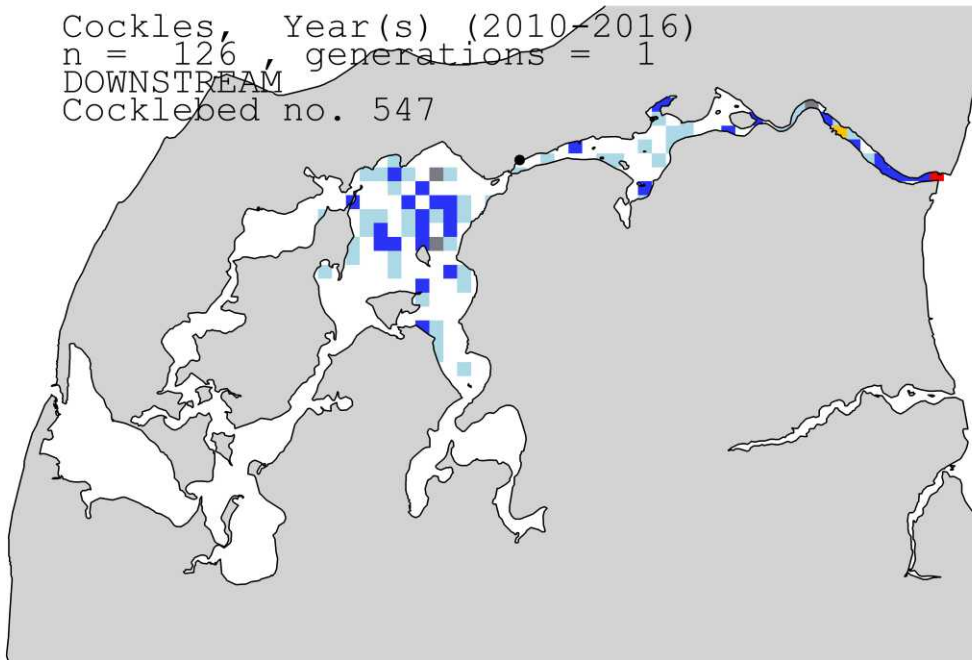 Cockles, Year(s) (2010-2016)
n = 126 , generations = 1
DOWNSTREAM
Cocklebed no. 547